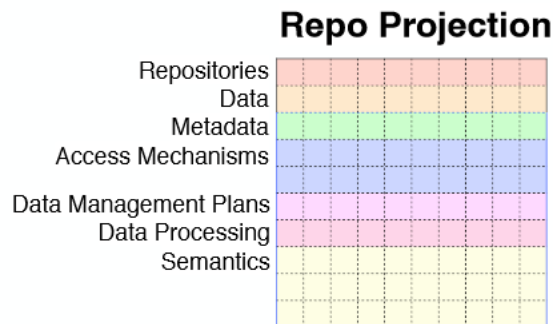 Repo Projection
Repositories
Data
Metadata
Access Mechanisms
Data Management Plans
Data Processing
Semantics